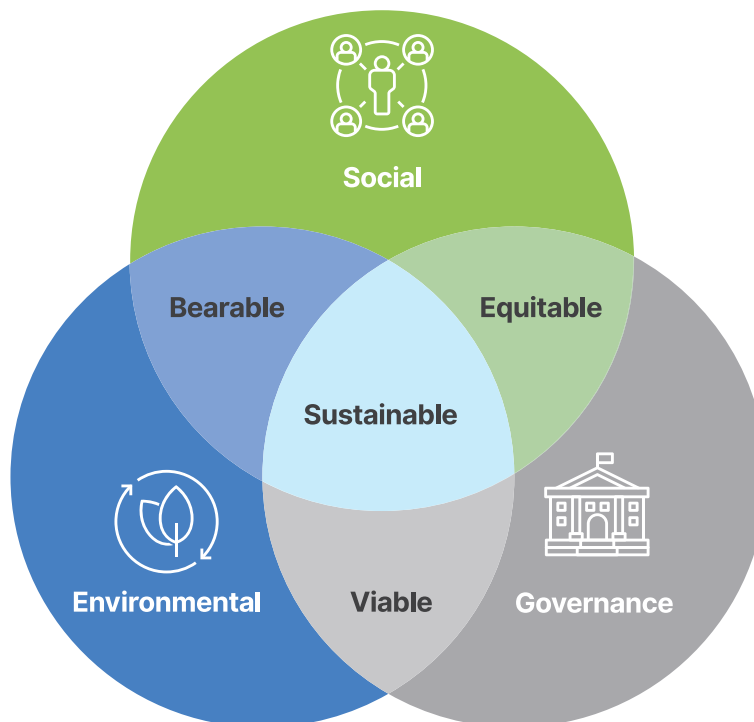 Social
Bearable
Equitable
Sustainable
Environmental
Viable
Governance